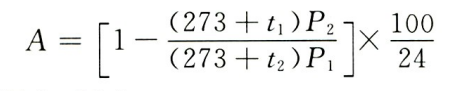 A = [1 − (273 + t₁)P₂ / (273 + t₂)P₁] × 100 / 24